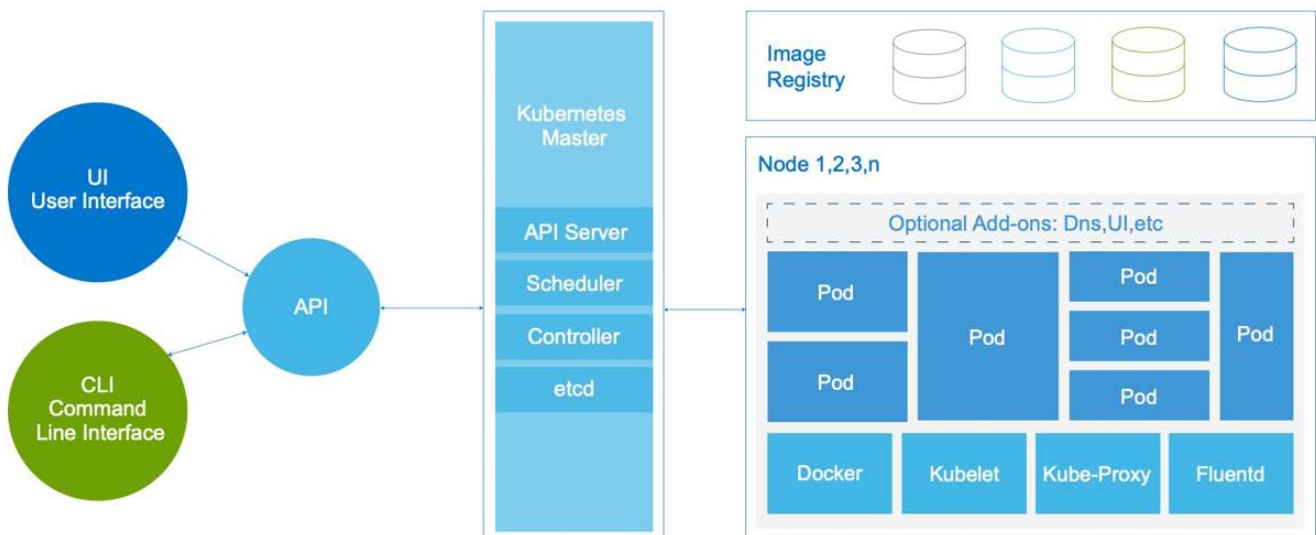 UI
User Interface
CLI
Command
Line Interface
API
Kubernetes
Master
API Server
Scheduler
Controller
etcd
Image
Registry
Node 1,2,3,n
Optional Add-ons: Dns,UI,etc
Pod
Pod
Pod
Pod
Pod
Pod
Pod
Docker
Kubelet
Kube-Proxy
Fluentd